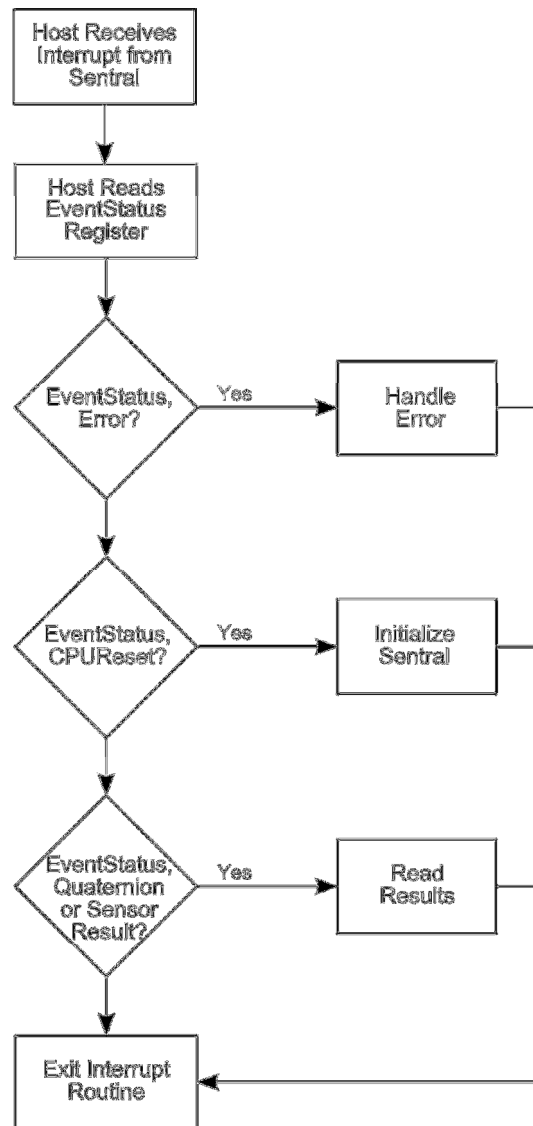 Host Receives
Interrupt from
Sentral
Host Reads
EventStatus
Register
EventStatus,
Error?
Yes
Handle
Error
EventStatus,
CPUReset?
Yes
Initialize
Sentral
EventStatus,
Quaternion
or Sensor
Result?
Yes
Read
Results
Exit Interrupt
Routine